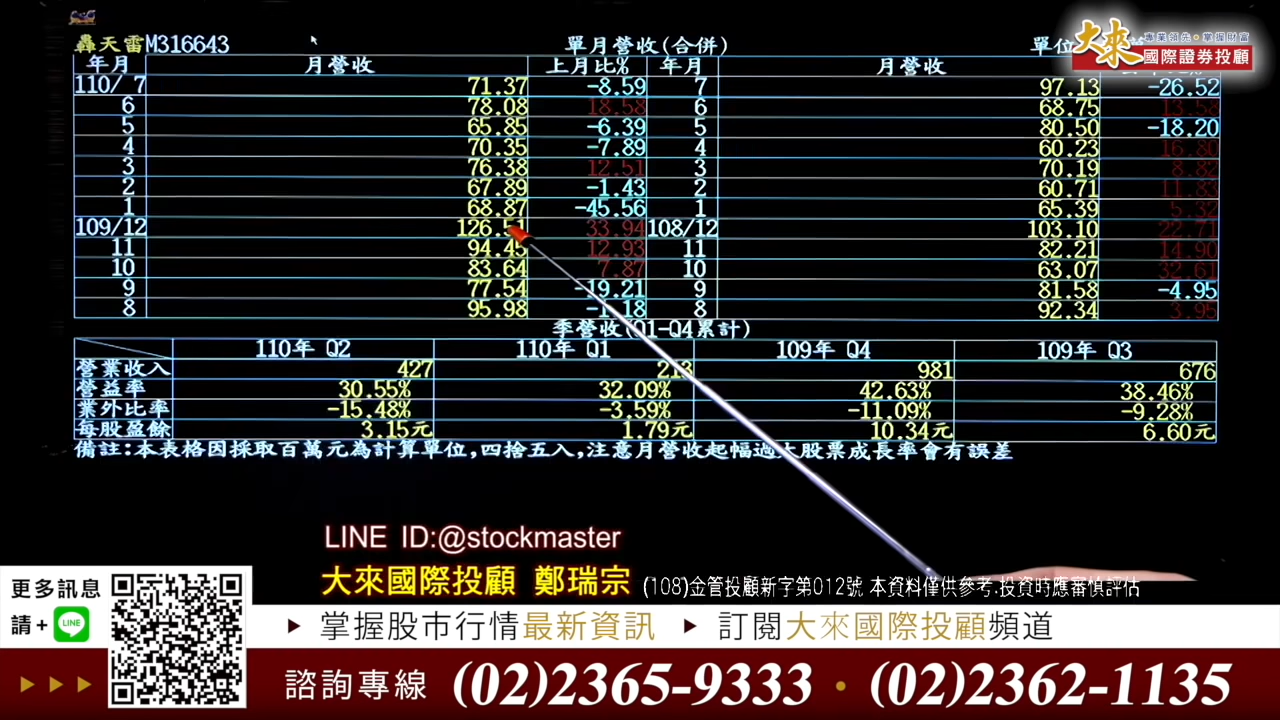 轟天雷M316643 單月營收(合併) 單位
大來 專業領先•掌握財富 國際證券投顧
年月 月營收 上月比% 年月 月營收
110/ 7 71.37 -8.59 7 97.13 -26.52
6 78.08 18.58 6 68.75 13.58
5 65.85 -6.39 5 80.50 -18.20
4 70.35 -7.89 4 60.23 16.80
3 76.38 12.51 3 70.19 8.82
2 67.89 -1.43 2 60.71 11.83
1 68.87 -45.56 1 65.39 5.32
109/12 126.51 33.94 108/12 103.10 22.71
11 94.45 12.93 11 82.21 14.90
10 83.64 7.87 10 63.07 32.61
9 77.54 -19.21 9 81.58 -4.95
8 95.98 -1.18 8 92.34 3.95
季營收(Q1-Q4累計)
110年 Q2 110年 Q1 109年 Q4 109年 Q3
營業收入 427 213 981 676
營益率 30.55% 32.09% 42.63% 38.46%
業外比率 -15.48% -3.59% -11.09% -9.28%
每股盈餘 3.15元 1.79元 10.34元 6.60元
備註:本表格因採取百萬元為計算單位,四捨五入,注意月營收起幅過大股票成長率會有誤差
LINE ID:@stockmaster
大來國際投顧 鄭瑞宗 (108)金管投顧新字第012號 本資料僅供參考.投資時應審慎評估
更多訊息
請+ LINE
掌握股市行情最新資訊 訂閱大來國際投顧頻道
諮詢專線 (02)2365-9333•(02)2362-1135